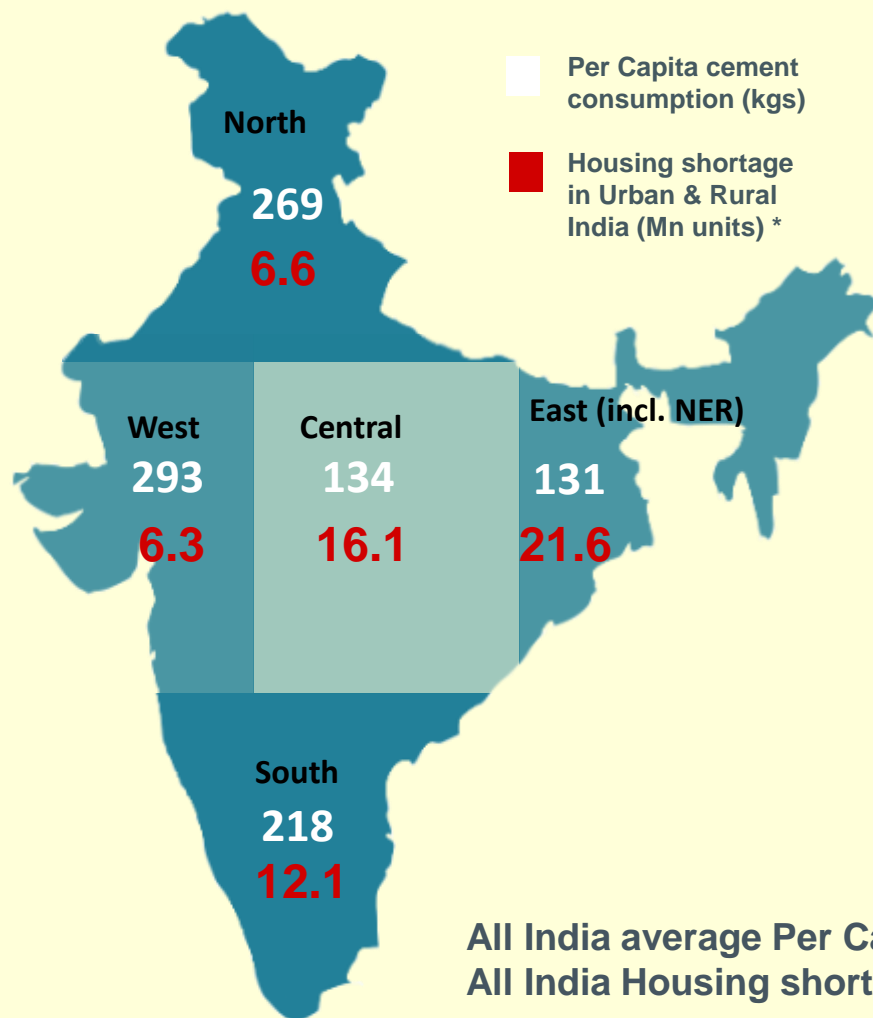 Per Capita cement
consumption (kgs)
Housing shortage
in Urban & Rural
India (Mn units) *
North
269
6.6
West
293
6.3
Central
134
16.1
East (incl. NER)
131
21.6
South
218
12.1
All India average Per
All India Housing